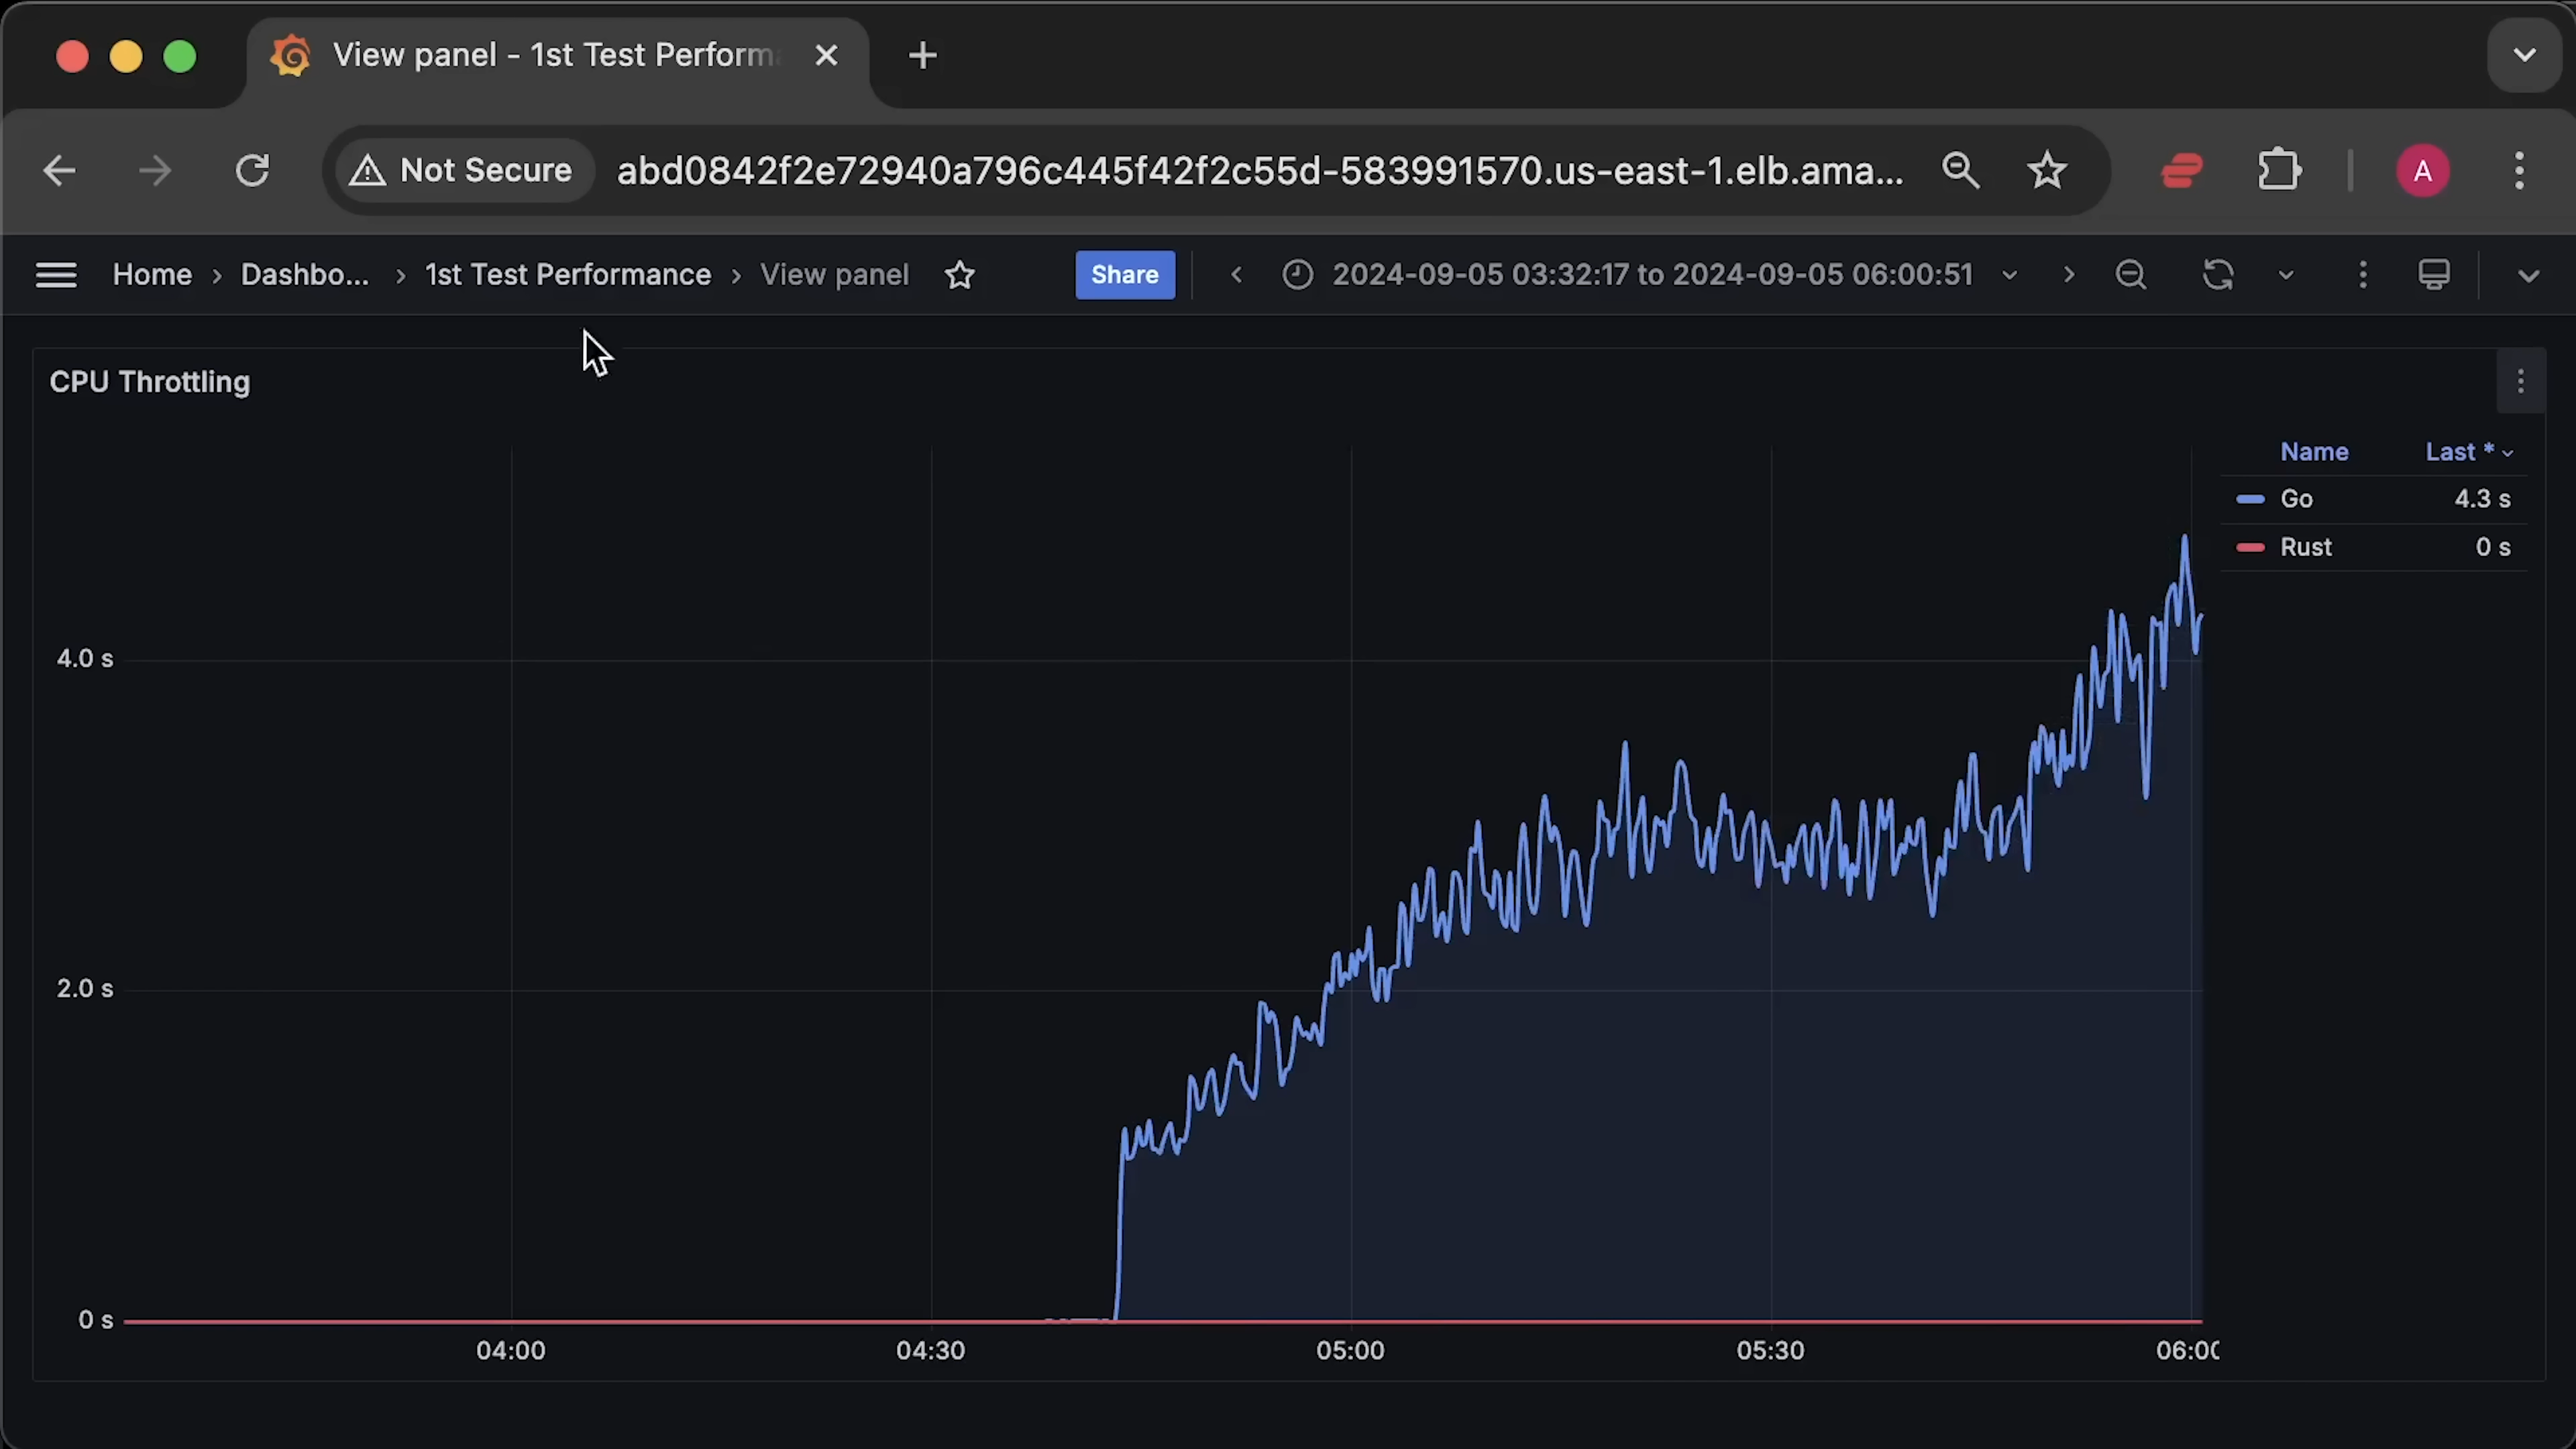 View panel - 1st Test Perform
Not Secure abd0842f2e72940a796c445f42f2c55d-583991570.us-east-1.elb.ama... A
Home › Dashbo... › 1st Test Performance › View panel Share 2024-09-05 03:32:17 to 2024-09-05 06:00:51
CPU Throttling
Name Last *
Go 4.3 s
Rust 0 s
4.0 s
2.0 s
0 s
04:00 04:30 05:00 05:30 06:00